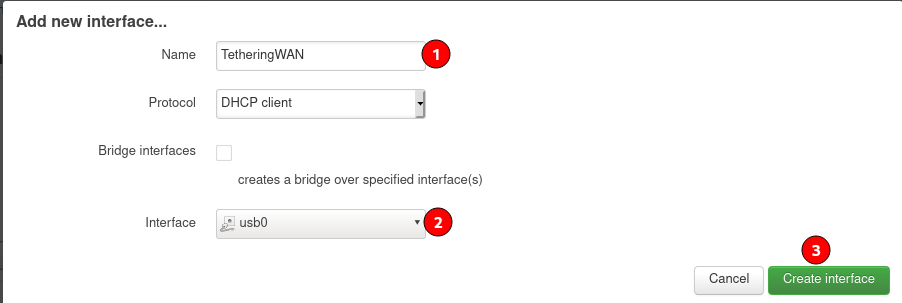 Add new interface...
Name TetheringWAN 1
Protocol DHCP client
Bridge interfaces
creates a bridge over specified interface(s)
Interface usb0 2
3
Cancel Create interface